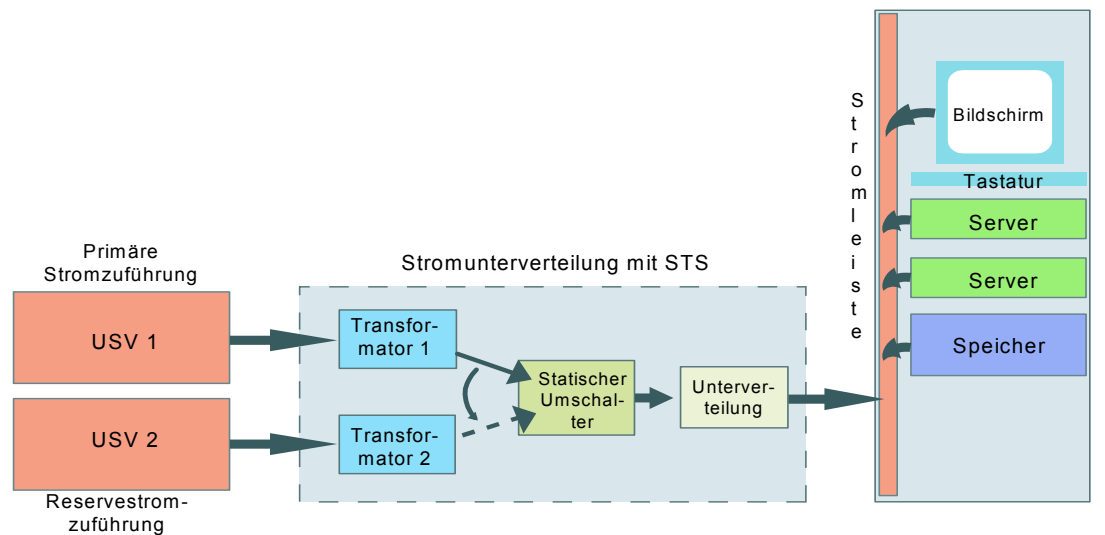 Primäre
Stromzuführung
USV 1
USV 2
Reservestrom-
zuführung
Stromunterverteilung mit STS
Transfor-
mator 1
Transfor-
mator 2
Statischer
Umschal-
ter
Unterver-
teilung
Stromleiste
Bildschirm
Tastatur
Server
Server
Speicher